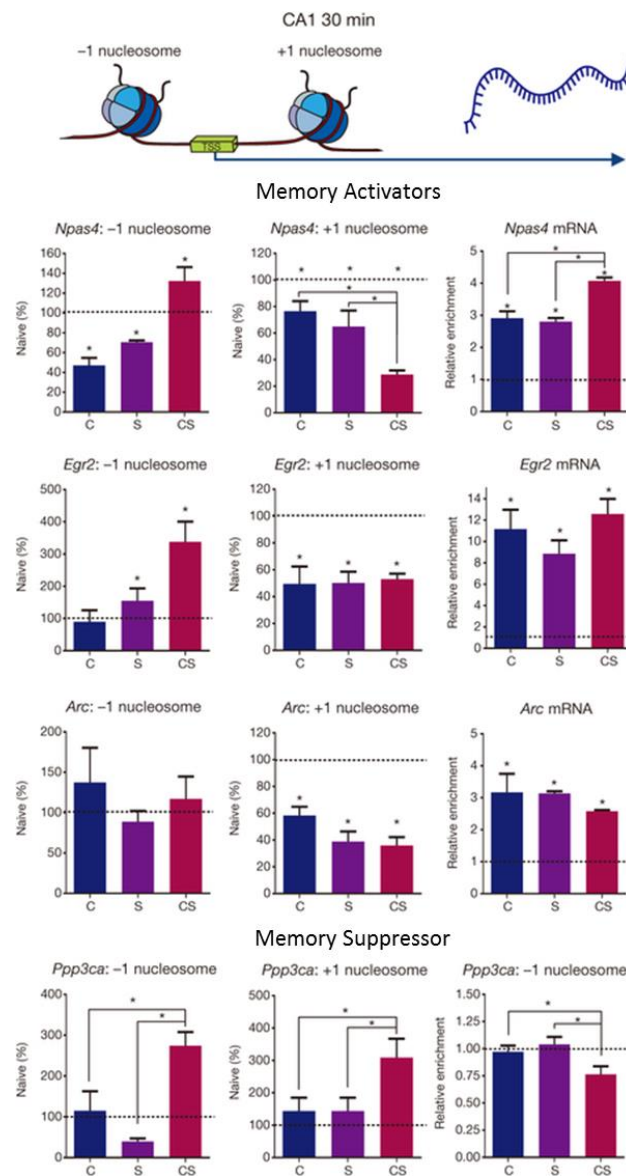 CA1 30 min
–1 nucleosome
+1 nucleosome
TSS
Memory Activators
Npas4: –1 nucleosome
Npas4: +1 nucleosome
Npas4 mRNA
Naive (%)
160
140
120
100
80
60
40
20
0
C S CS
* * *
Naive (%)
120
100
80
60
40
20
0
C S CS
* * *
*
*
Relative enrichment
5
4
3
2
1
0
C S CS
*
*
* * *
Egr2: –1 nucleosome
Egr2: +1 nucleosome
Egr2 mRNA
Naive (%)
500
400
300
200
100
0
C S CS
* *
Naive (%)
120
100
80
60
40
20
0
C S CS
* * *
Relative enrichment
14
12
10
8
6
4
2
0
C S CS
* * *
Arc: –1 nucleosome
Arc: +1 nucleosome
Arc mRNA
Naive (%)
200
150
100
50
0
C S CS
Naive (%)
120
100
80
60
40
20
0
C S CS
* * *
Relative enrichment
5
4
3
2
1
0
C S CS
* * *
Memory Suppressor
Ppp3ca: –1 nucleosome
Ppp3ca: +1 nucleosome
Ppp3ca: –1 nucleosome
Naive (%)
400
300
200
100
0
C S CS
*
*
Naive (%)
500
400
300
200
100
0
C S CS
*
*
Relative enrichment
1.50
1.25
1.00
0.75
0.50
0.25
0.00
C S CS
*
*